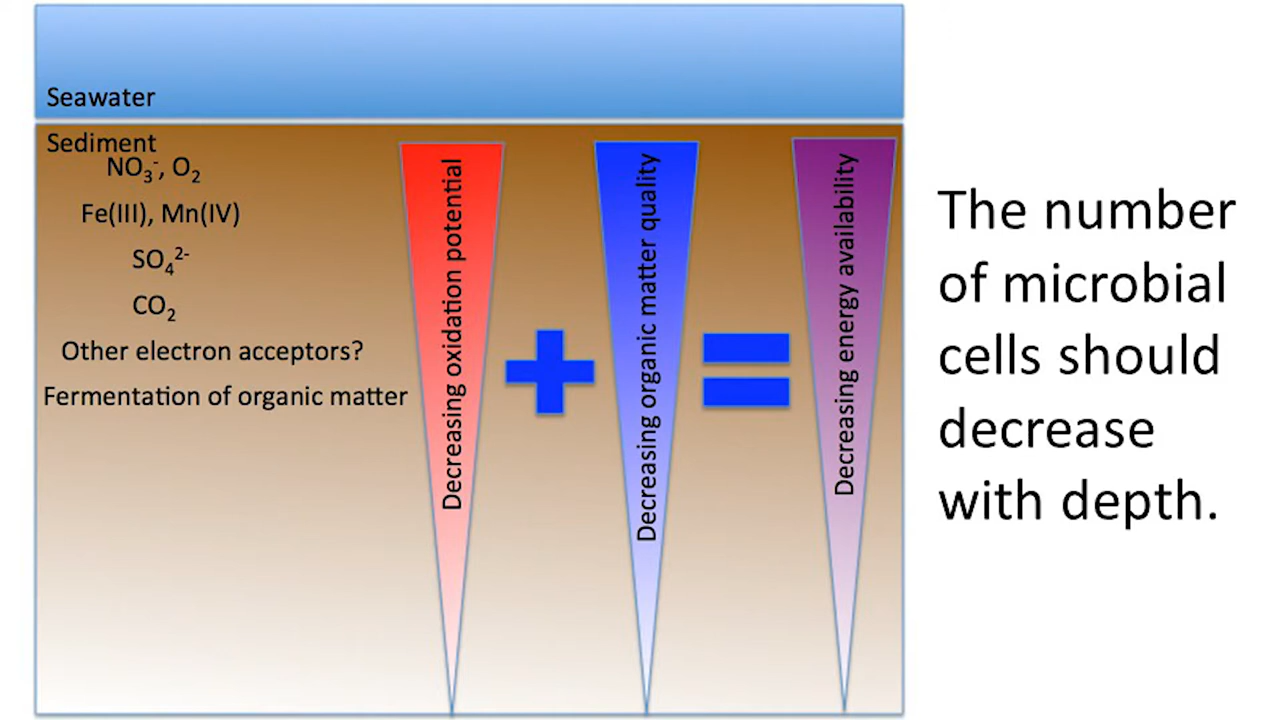 Seawater
Sediment
NO₃⁻, O₂
Fe(III), Mn(IV)
SO₄²⁻
CO₂
Other electron acceptors?
Fermentation of organic matter
Decreasing oxidation potential
Decreasing organic matter quality
Decreasing energy availability
The number
of microbial
cells should
decrease
with depth.